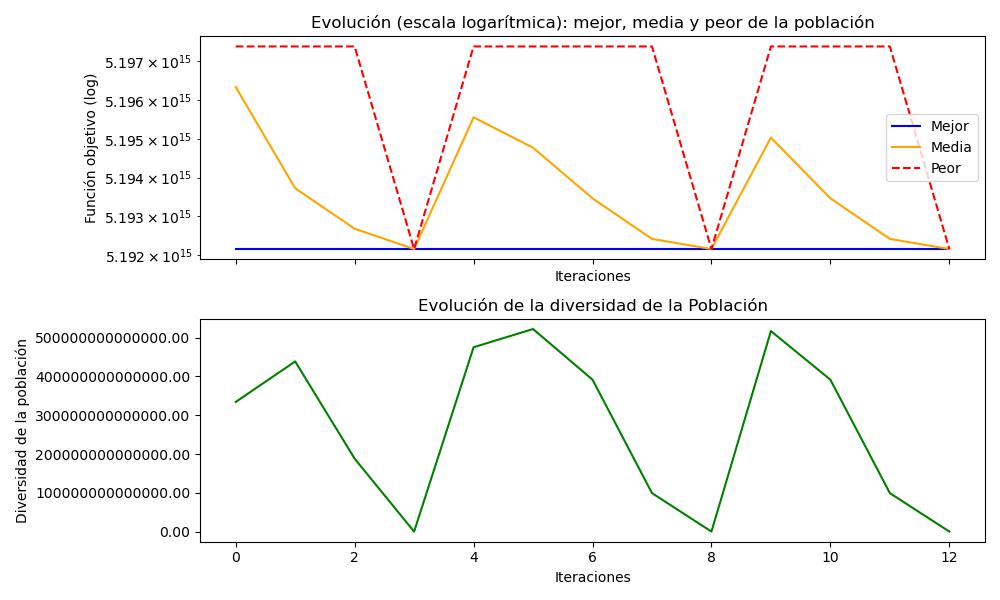 Evolución (escala logarítmica): mejor, media y peor de la población
Función objetivo (log)
5.197 × 10¹⁵
5.196 × 10¹⁵
5.195 × 10¹⁵
5.194 × 10¹⁵
5.193 × 10¹⁵
5.192 × 10¹⁵
Mejor
Media
Peor
Iteraciones
Evolución de la diversidad de la Población
Diversidad de la población
500000000000000.00
400000000000000.00
300000000000000.00
200000000000000.00
100000000000000.00
0.00
0 2 4 6 8 10 12
Iteraciones